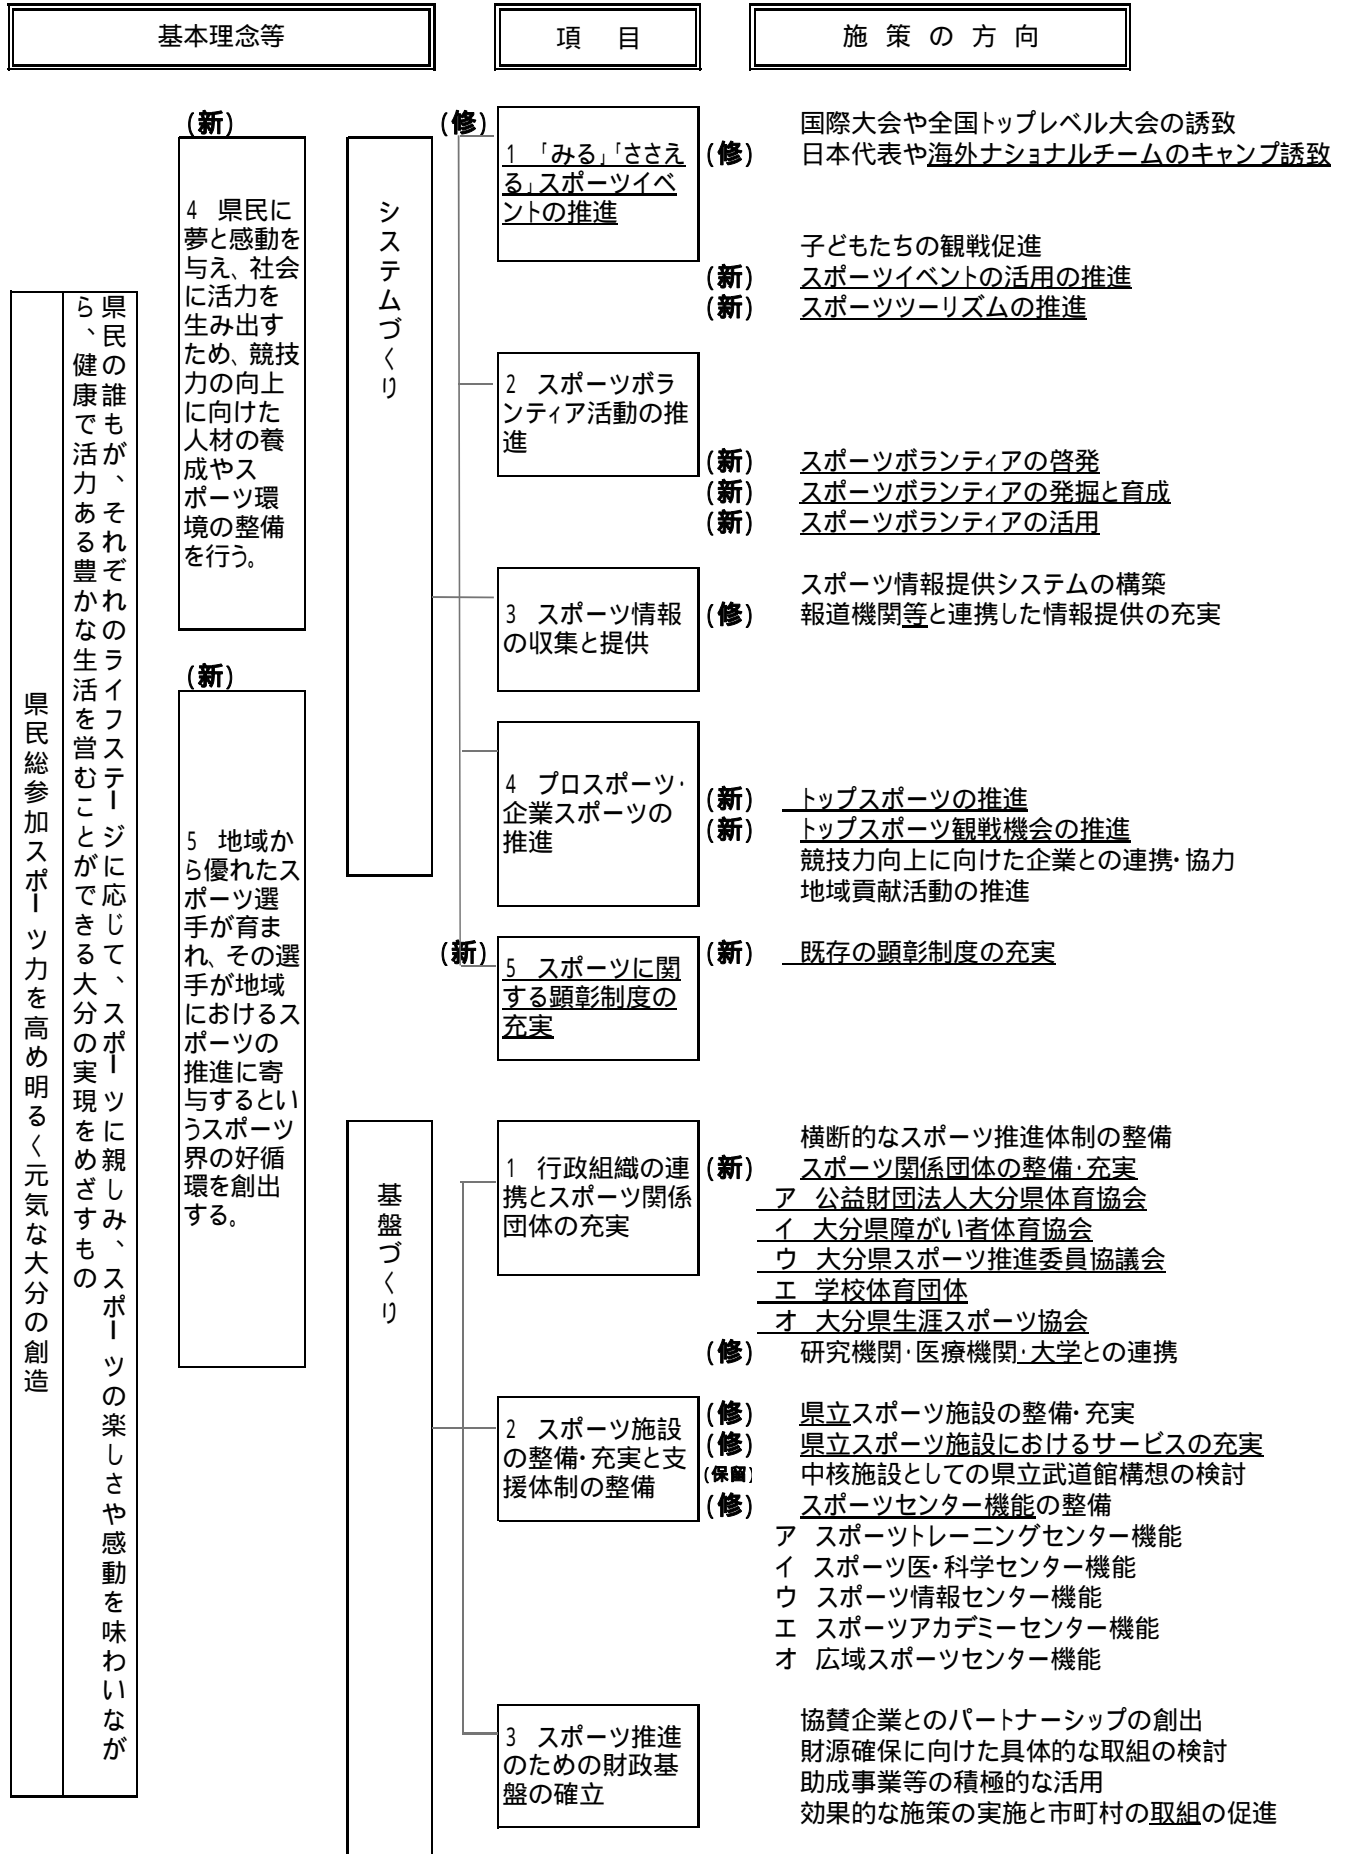 基本理念等
項　目
施 策 の 方 向
県民総参加スポーツ力を高め明るく元気な大分の創造
県民の誰もが、それぞれのライフステージに応じて、スポーツに親しみ、スポーツの楽しさや感動を味わいなが
ら、健康で活力ある豊かな生活を営むことができる大分の実現をめざすもの
(新)
4　県民に
夢と感動を
与え、社会
に活力を
生み出す
ため、競技
力の向上
に向けた
人材の養
成やス
ポーツ環
境の整備
を行う。
(新)
5　地域か
ら優れたス
ポーツ選
手が育ま
れ、その選
手が地域
におけるス
ポーツの
推進に寄
与するとい
うスポーツ
界の好循
環を創出
する。
システムづくり
(修)
1　「みる」「ささえ
る」スポーツイベ
ントの推進
国際大会や全国トップレベル大会の誘致
(修)　日本代表や海外ナショナルチームのキャンプ誘致
子どもたちの観戦促進
(新)　スポーツイベントの活用の推進
(新)　スポーツツーリズムの推進
2　スポーツボラ
ンティア活動の推
進
(新)　スポーツボランティアの啓発
(新)　スポーツボランティアの発掘と育成
(新)　スポーツボランティアの活用
3　スポーツ情報
の収集と提供
スポーツ情報提供システムの構築
(修)　報道機関等と連携した情報提供の充実
4　プロスポーツ・
企業スポーツの
推進
(新)　トップスポーツの推進
(新)　トップスポーツ観戦機会の推進
競技力向上に向けた企業との連携・協力
地域貢献活動の推進
(新)
5　スポーツに関
する顕彰制度の
充実
(新)　既存の顕彰制度の充実
基盤づくり
1　行政組織の連
携とスポーツ関係
団体の充実
横断的なスポーツ推進体制の整備
(新)　スポーツ関係団体の整備・充実
ア　公益財団法人大分県体育協会
イ　大分県障がい者体育協会
ウ　大分県スポーツ推進委員協議会
エ　学校体育団体
オ　大分県生涯スポーツ協会
(修)　研究機関・医療機関・大学との連携
2　スポーツ施設
の整備・充実と支
援体制の整備
(修)　県立スポーツ施設の整備・充実
(修)　県立スポーツ施設におけるサービスの充実
(保留)　中核施設としての県立武道館構想の検討
(修)　スポーツセンター機能の整備
ア　スポーツトレーニングセンター機能
イ　スポーツ医・科学センター機能
ウ　スポーツ情報センター機能
エ　スポーツアカデミーセンター機能
オ　広域スポーツセンター機能
3　スポーツ推進
のための財政基
盤の確立
協賛企業とのパートナーシップの創出
財源確保に向けた具体的な取組の検討
助成事業等の積極的な活用
効果的な施策の実施と市町村の取組の促進